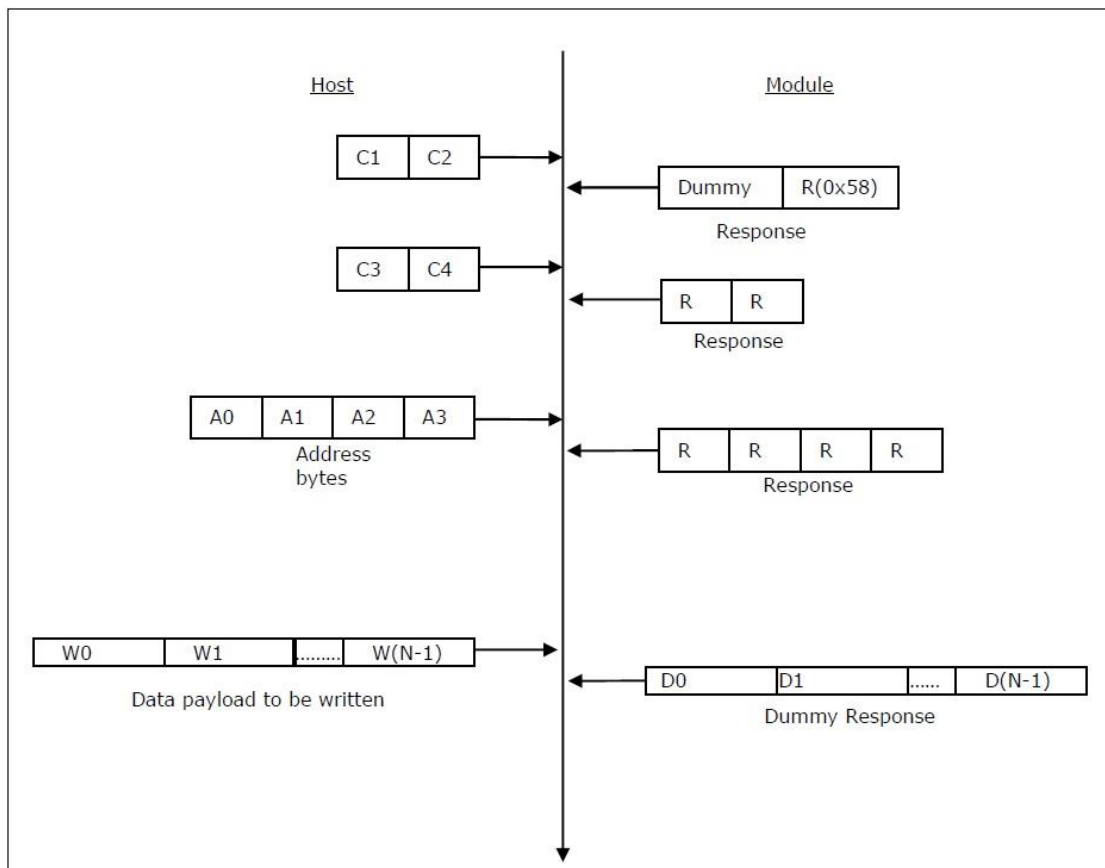 Host
Module
C1 C2
Dummy R(0x58)
Response
C3 C4
R R
Response
A0 A1 A2 A3
Address
bytes
R R R R
Response
W0 W1 ......... W(N-1)
Data payload to be written
D0 D1 ...... D(N-1)
Dummy Response